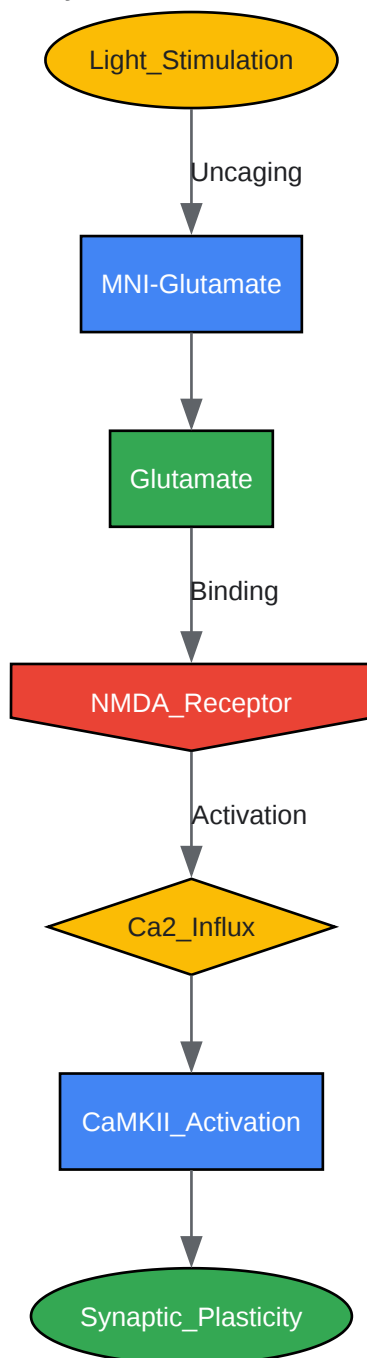 Light_Stimulation
Uncaging
MNI-Glutamate
Glutamate
Binding
NMDA_Receptor
Activation
Ca2_Influx
CaMKII_Activation
Synaptic_Plasticity